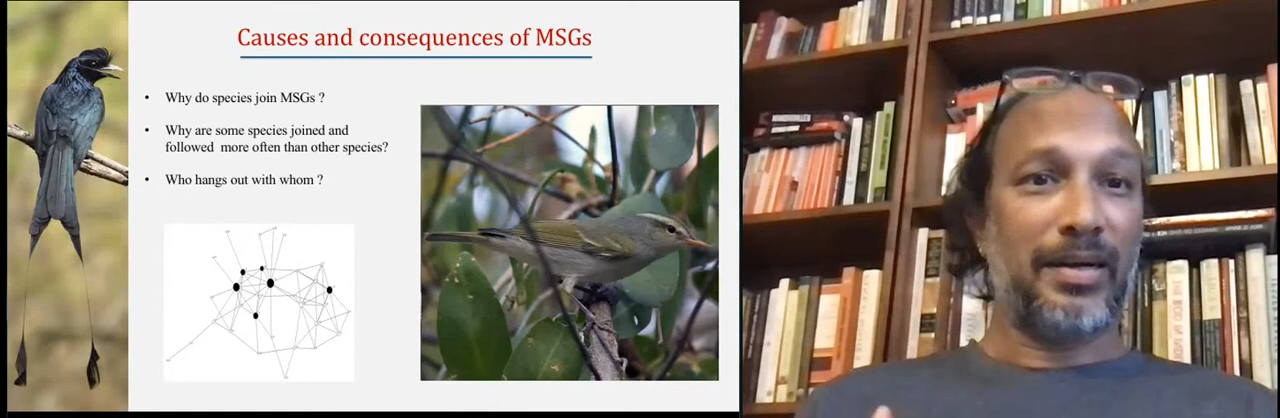 Causes and consequences of MSGs
• Why do species join MSGs ?
• Why are some species joined and
followed more often than other species?
• Who hangs out with whom ?